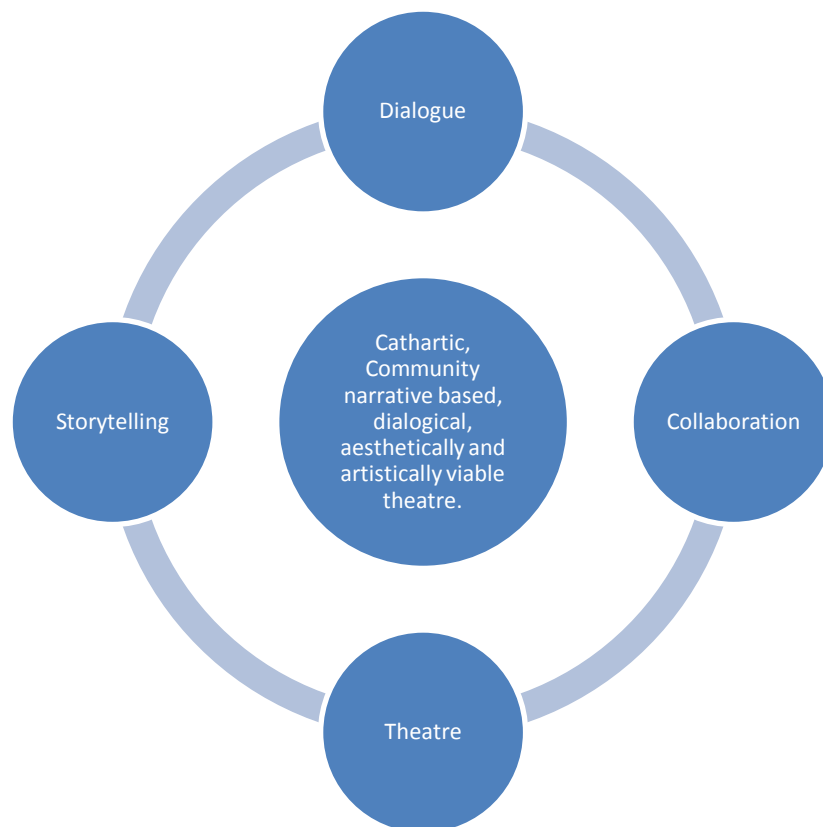 Dialogue
Cathartic,
Community
narrative based,
dialogical,
aesthetically and
artistically viable
theatre.
Storytelling
Collaboration
Theatre